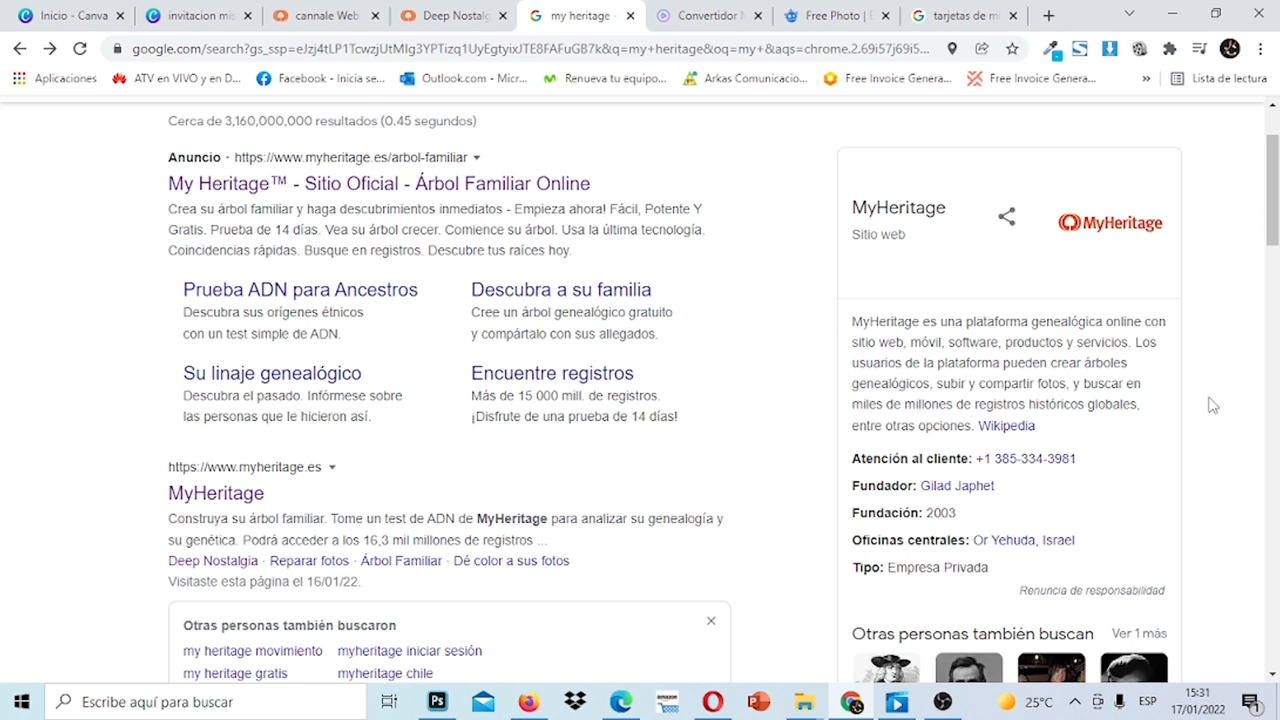 Inicio - Canva
invitacion mis
cannale Web
Deep Nostalg
my heritage -
Convertidor M
Free Photo | E
tarjetas de mi
google.com/search?gs_ssp=eJzj4tLP1TcwzjUtMIg3YPTizq1UyEgtyixJTE8FAFuGB7k&q=my+heritage&oq=my+&aqs=chrome.2.69i57j69i5...
Aplicaciones
ATV en VIVO y en D...
Facebook - Inicia se...
Outlook.com - Micr...
Renueva tu equipo...
Arkas Comunicacio...
Free Invoice Genera...
Free Invoice Genera...
»
Lista de lectura
Cerca de 3,160,000,000 resultados (0.45 segundos)
Anuncio · https://www.myheritage.es/arbol-familiar
My Heritage™ - Sitio Oficial - Árbol Familiar Online
Crea su árbol familiar y haga descubrimientos inmediatos - Empieza ahora! Fácil, Potente Y
Gratis. Prueba de 14 días. Vea su árbol crecer. Comience su árbol. Usa la última tecnología.
Coincidencias rápidas. Busque en registros. Descubre tus raíces hoy.
Prueba ADN para Ancestros
Descubra sus orígenes étnicos
con un test simple de ADN.
Descubra a su familia
Cree un árbol genealógico gratuito
y compártalo con sus allegados.
Su linaje genealógico
Descubra el pasado. Infórmese sobre
las personas que le hicieron así.
Encuentre registros
Más de 15 000 mill. de registros.
¡Disfrute de una prueba de 14 días!
https://www.myheritage.es
MyHeritage
Construya su árbol familiar. Tome un test de ADN de MyHeritage para analizar su genealogía y
su genética. Podrá acceder a los 16,3 mil millones de registros ...
Deep Nostalgia · Reparar fotos · Árbol Familiar · Dé color a sus fotos
Visitaste esta página el 16/01/22.
Otras personas también buscaron
my heritage movimiento
myheritage iniciar sesión
my heritage gratis
myheritage chile
MyHeritage
Sitio web
MyHeritage
MyHeritage es una plataforma genealógica online con
sitio web, móvil, software, productos y servicios. Los
usuarios de la plataforma pueden crear árboles
genealógicos, subir y compartir fotos, y buscar en
miles de millones de registros históricos globales,
entre otras opciones. Wikipedia
Atención al cliente: +1 385-334-3981
Fundador: Gilad Japhet
Fundación: 2003
Oficinas centrales: Or Yehuda, Israel
Tipo: Empresa Privada
Renuncia de responsabilidad
Otras personas también buscan
Ver 1 más
Escribe aquí para buscar
Ps
amazon
25°C
ESP
15:31
17/01/2022
1